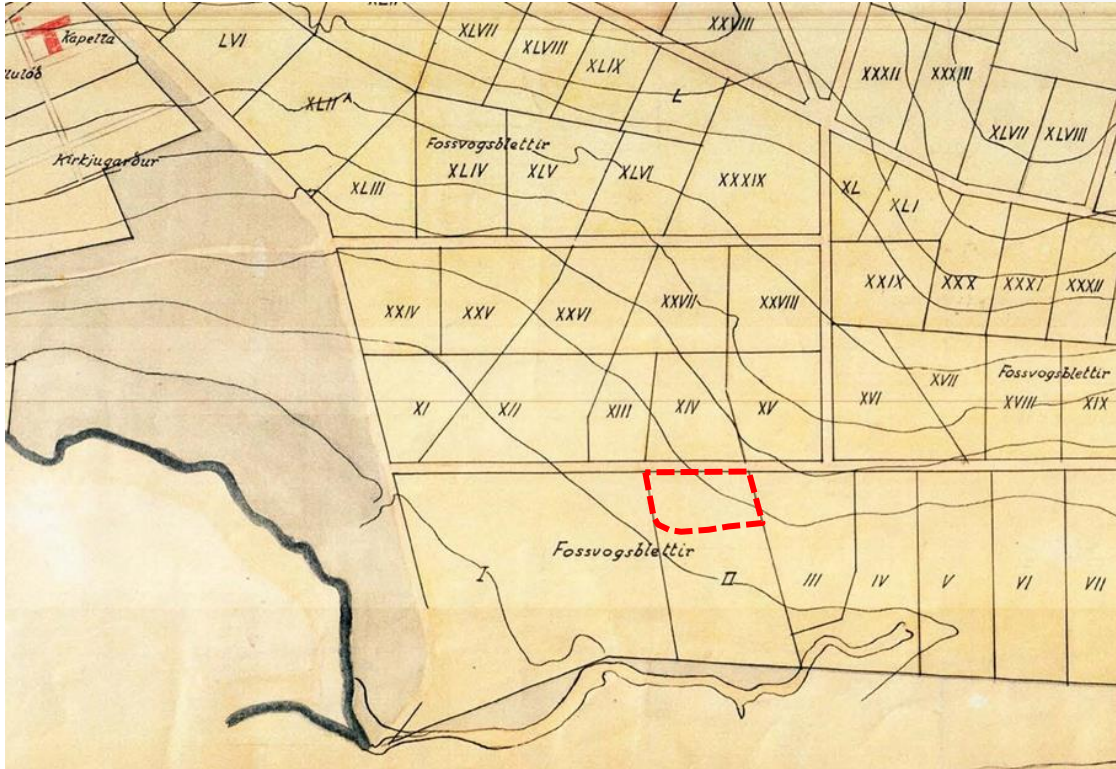 Kapella
LVI
XLVII
XLVIII
XLIX
L
XXVIII
XXXII
XXXIII
XLVII
XLVIII
XLII A
Kirkjugarður
Fossvogsblettir
XLIII
XLIV
XLV
XLVI
XXXIX
XL
XLI
XXIV
XXV
XXVI
XXVII
XXVIII
XXIX
XXX
XXXI
XXXII
XI
XII
XIII
XIV
XV
XVI
XVII
Fossvogsblettir
XVIII
XIX
Fossvogsblettir
I
II
III
IV
V
VI
VII